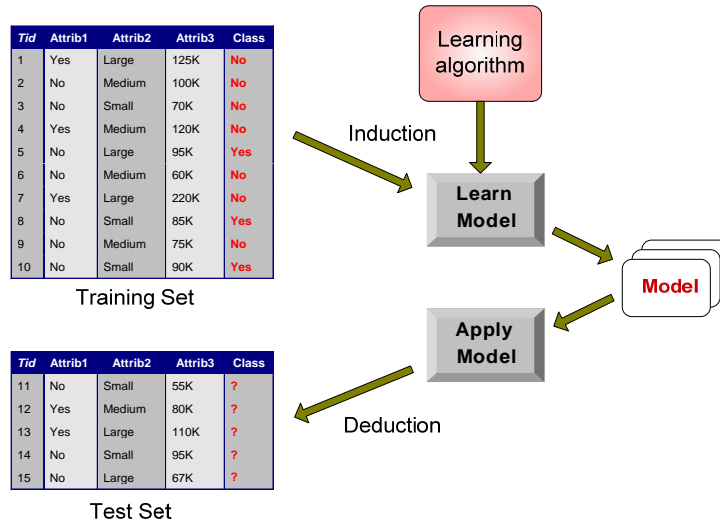 Tid Attrib1 Attrib2 Attrib3 Class
1 Yes Large 125K No
2 No Medium 100K No
3 No Small 70K No
4 Yes Medium 120K No
5 No Large 95K Yes
6 No Medium 60K No
7 Yes Large 220K No
8 No Small 85K Yes
9 No Medium 75K No
10 No Small 90K Yes
Training Set
Learning
algorithm
Induction
Learn
Model
Model
Apply
Model
Deduction
Tid Attrib1 Attrib2 Attrib3 Class
11 No Small 55K ?
12 Yes Medium 80K ?
13 Yes Large 110K ?
14 No Small 95K ?
15 No Large 67K ?
Test Set